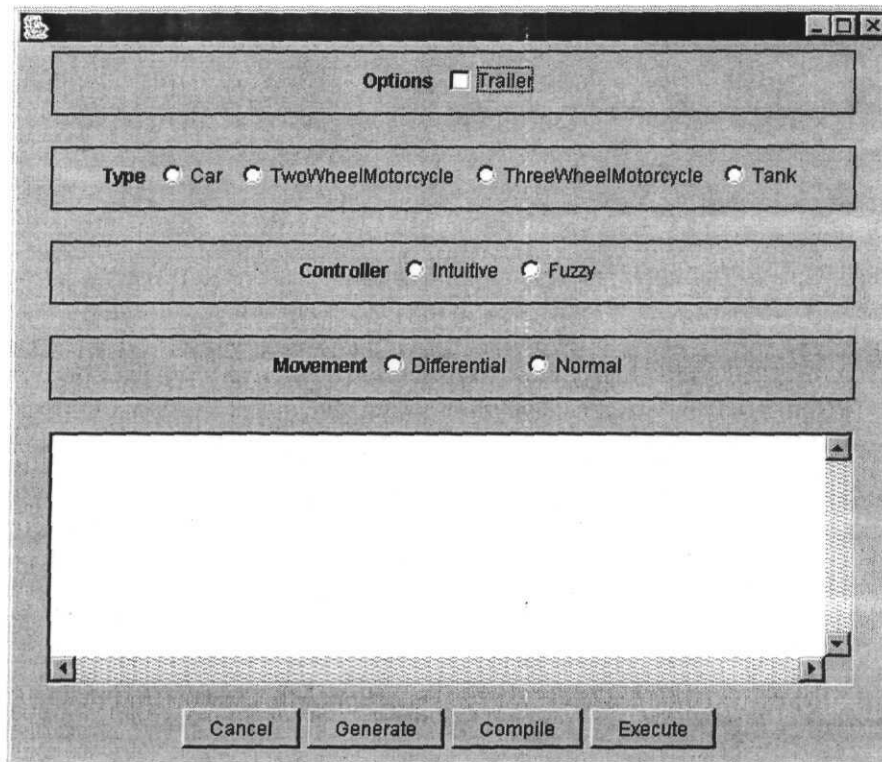 Options Trailer
Type Car TwoWheelMotorcycle ThreeWheelMotorcycle Tank
Controller Intuitive Fuzzy
Movement Differential Normal
Cancel Generate Compile Execute